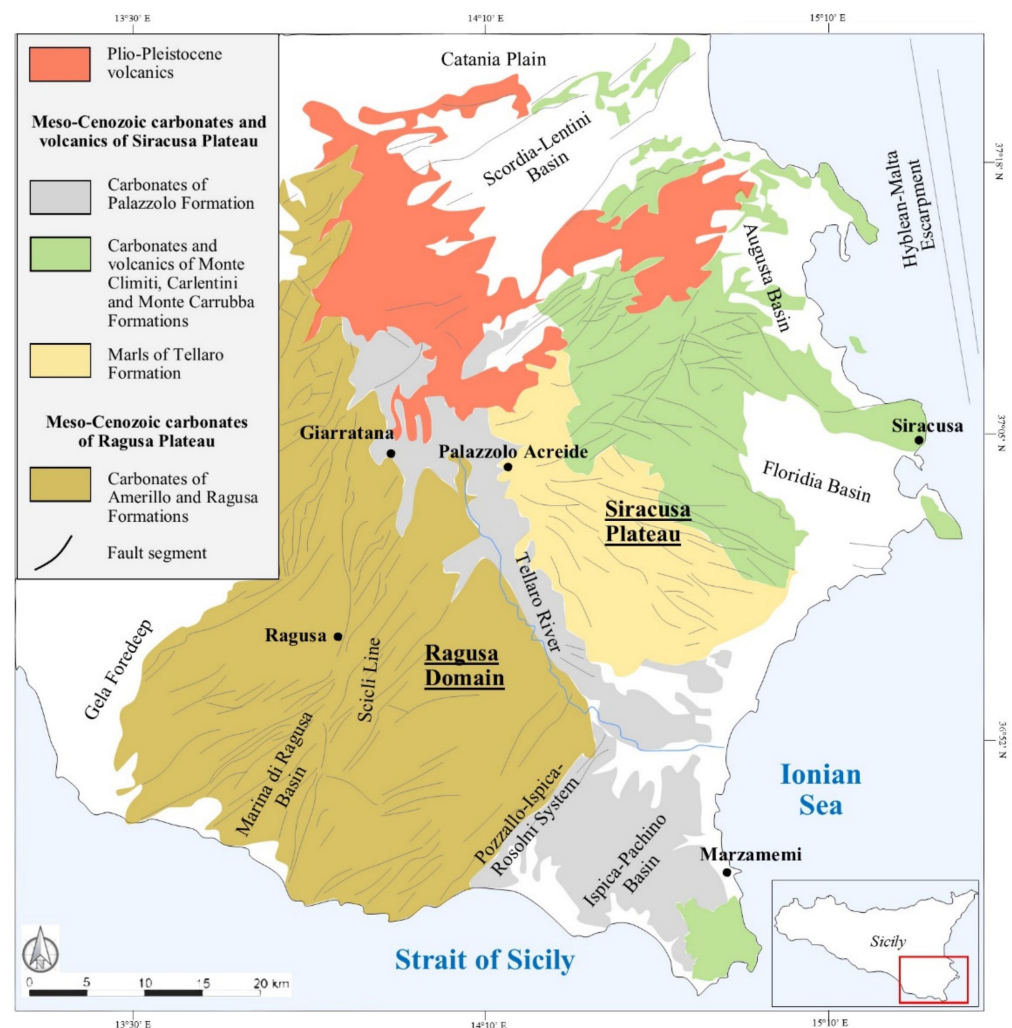 13°30' E
14°10' E
15°10' E
Plio-Pleistocene
volcanics
Meso-Cenozoic carbonates and
volcanics of Siracusa Plateau
Carbonates of
Palazzolo Formation
Carbonates and
volcanics of Monte
Climiti, Carlentini
and Monte Carrubba
Formations
Marls of Tellaro
Formation
Meso-Cenozoic carbonates
of Ragusa Plateau
Carbonates of
Amerillo and Ragusa
Formations
Fault segment
Catania Plain
Scordia-Lentini
Basin
Augusta Basin
Hyblean-Malta
Escarpment
37°18' N
Giarratana
Palazzolo Acreide
Siracusa
37°05' N
Floridia Basin
Siracusa
Plateau
Tellaro River
Ragusa
Scicli Line
Ragusa
Domain
Gela Foredeep
Marina di Ragusa
Basin
Pozzallo-Ispica-
Rosolni System
Ispica-Pachino
Basin
Marzamemi
36°52' N
Ionian
Sea
Strait of Sicily
Sicily
N
0 5 10 15 20 km
13°30' E
14°10' E
15°10' E